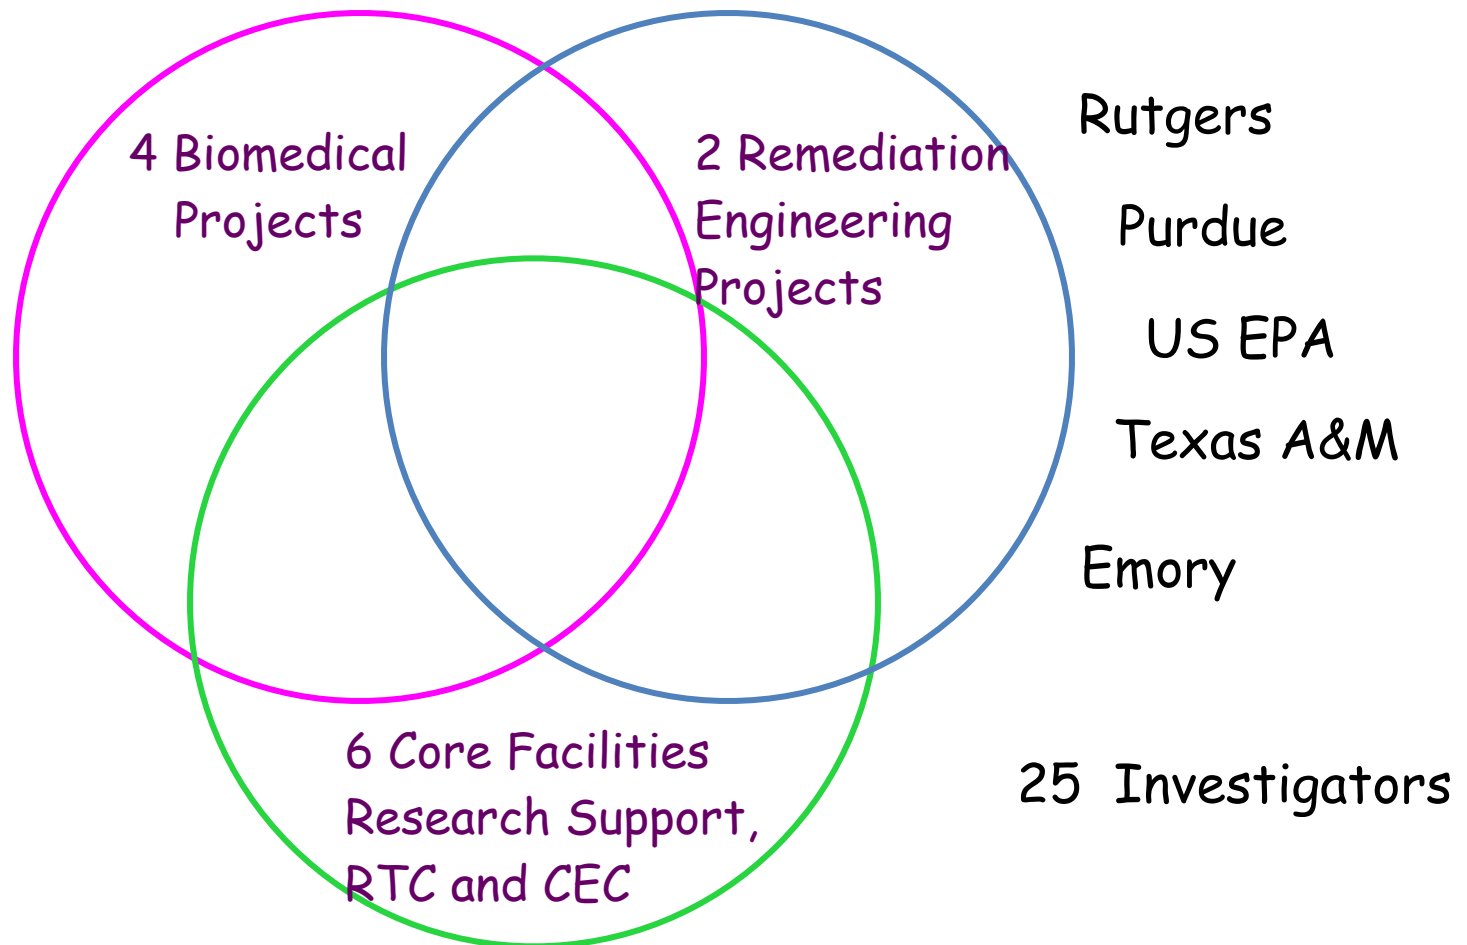 4 Biomedical
Projects
2 Remediation
Engineering
Projects
Rutgers
Purdue
US EPA
Texas A&M
Emory
6 Core Facilities
Research Support,
RTC and CEC
25 Investigators